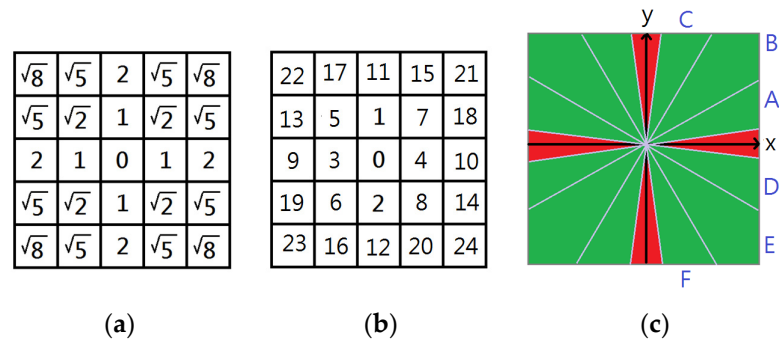 √8 √5 2 √5 √8
√5 √2 1 √2 √5
2 1 0 1 2
√5 √2 1 √2 √5
√8 √5 2 √5 √8
(a)
22 17 11 15 21
13 5 1 7 18
9 3 0 4 10
19 6 2 8 14
23 16 12 20 24
(b)
y C
B
A
x
D
E
F
(c)